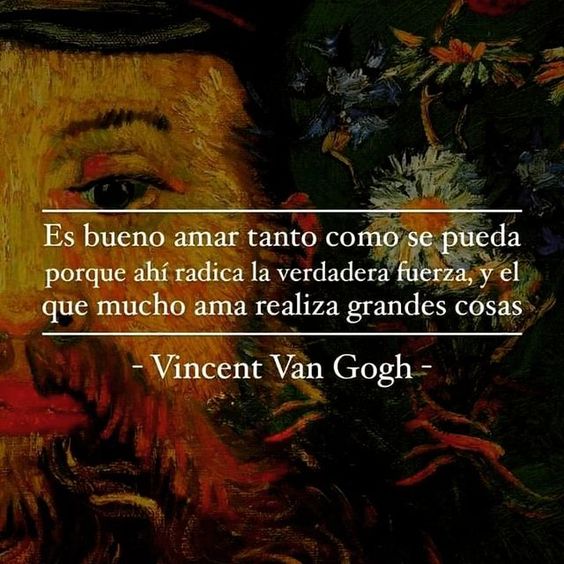 Es bueno amar tanto como se pueda
porque ahí radica la verdadera fuerza, y el
que mucho ama realiza grandes cosas
- Vincent Van Gogh -